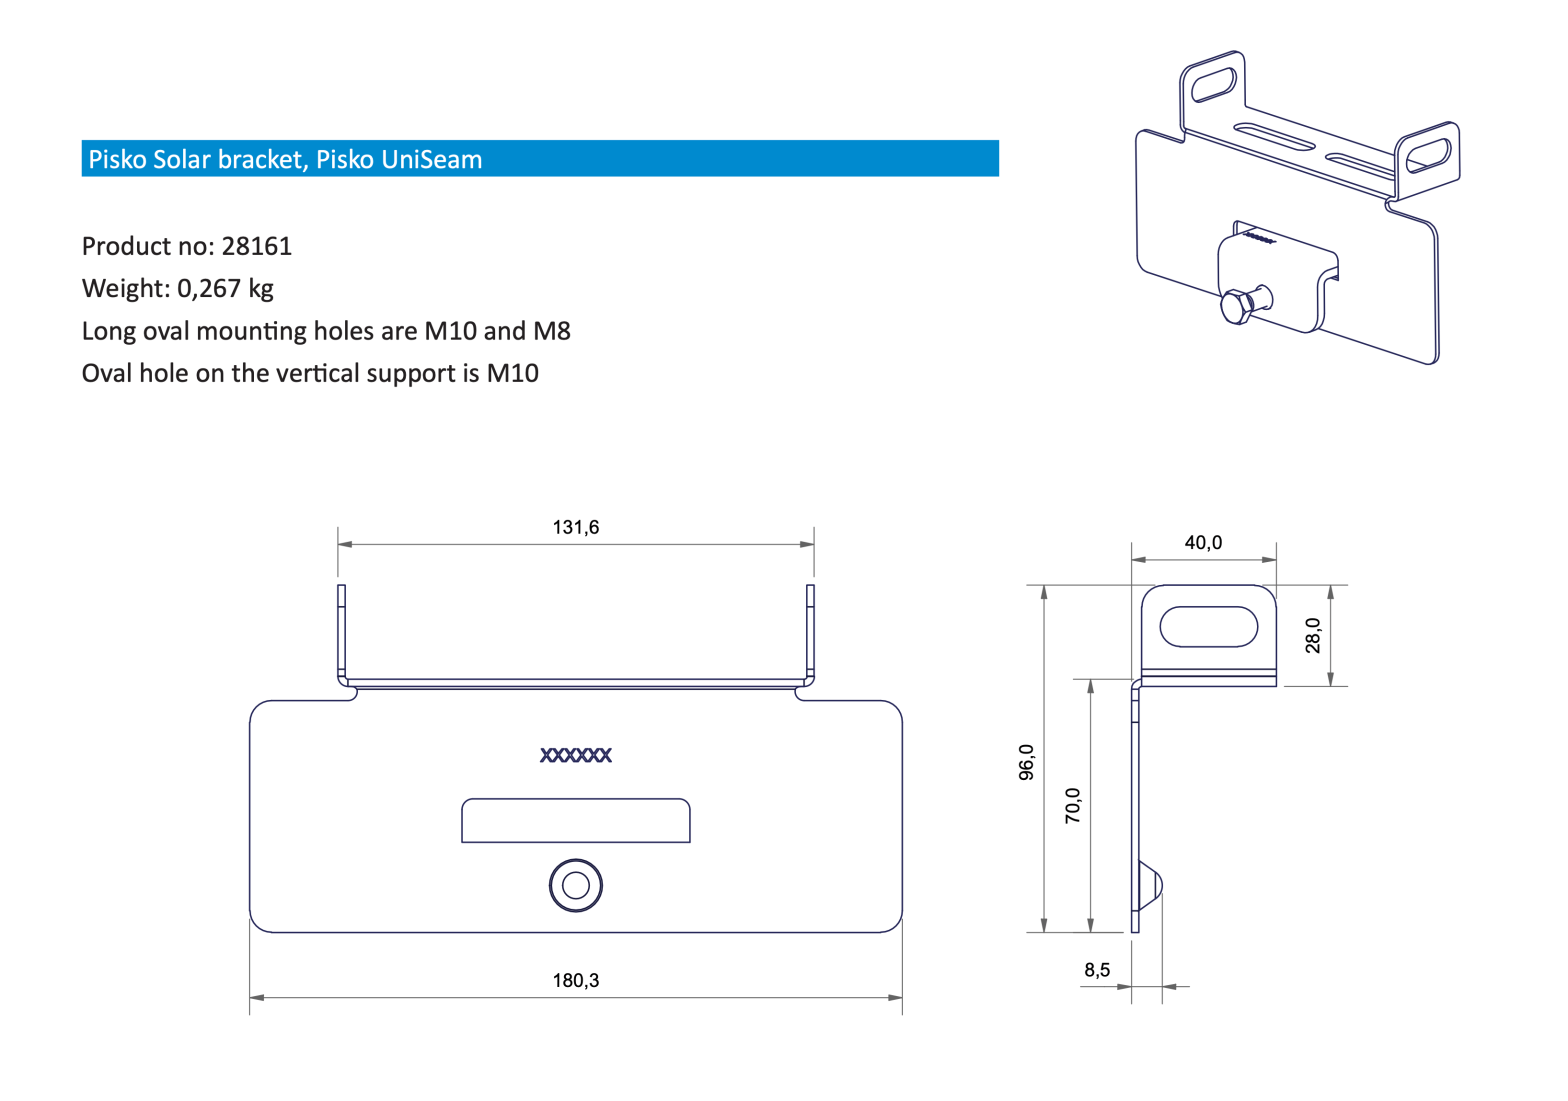 Pisko Solar bracket, Pisko UniSeam
Product no: 28161
Weight: 0,267 kg
Long oval mounting holes are M10 and M8
Oval hole on the vertical support is M10
131,6
40,0
28,0
96,0
70,0
XXXXXX
8,5
180,3